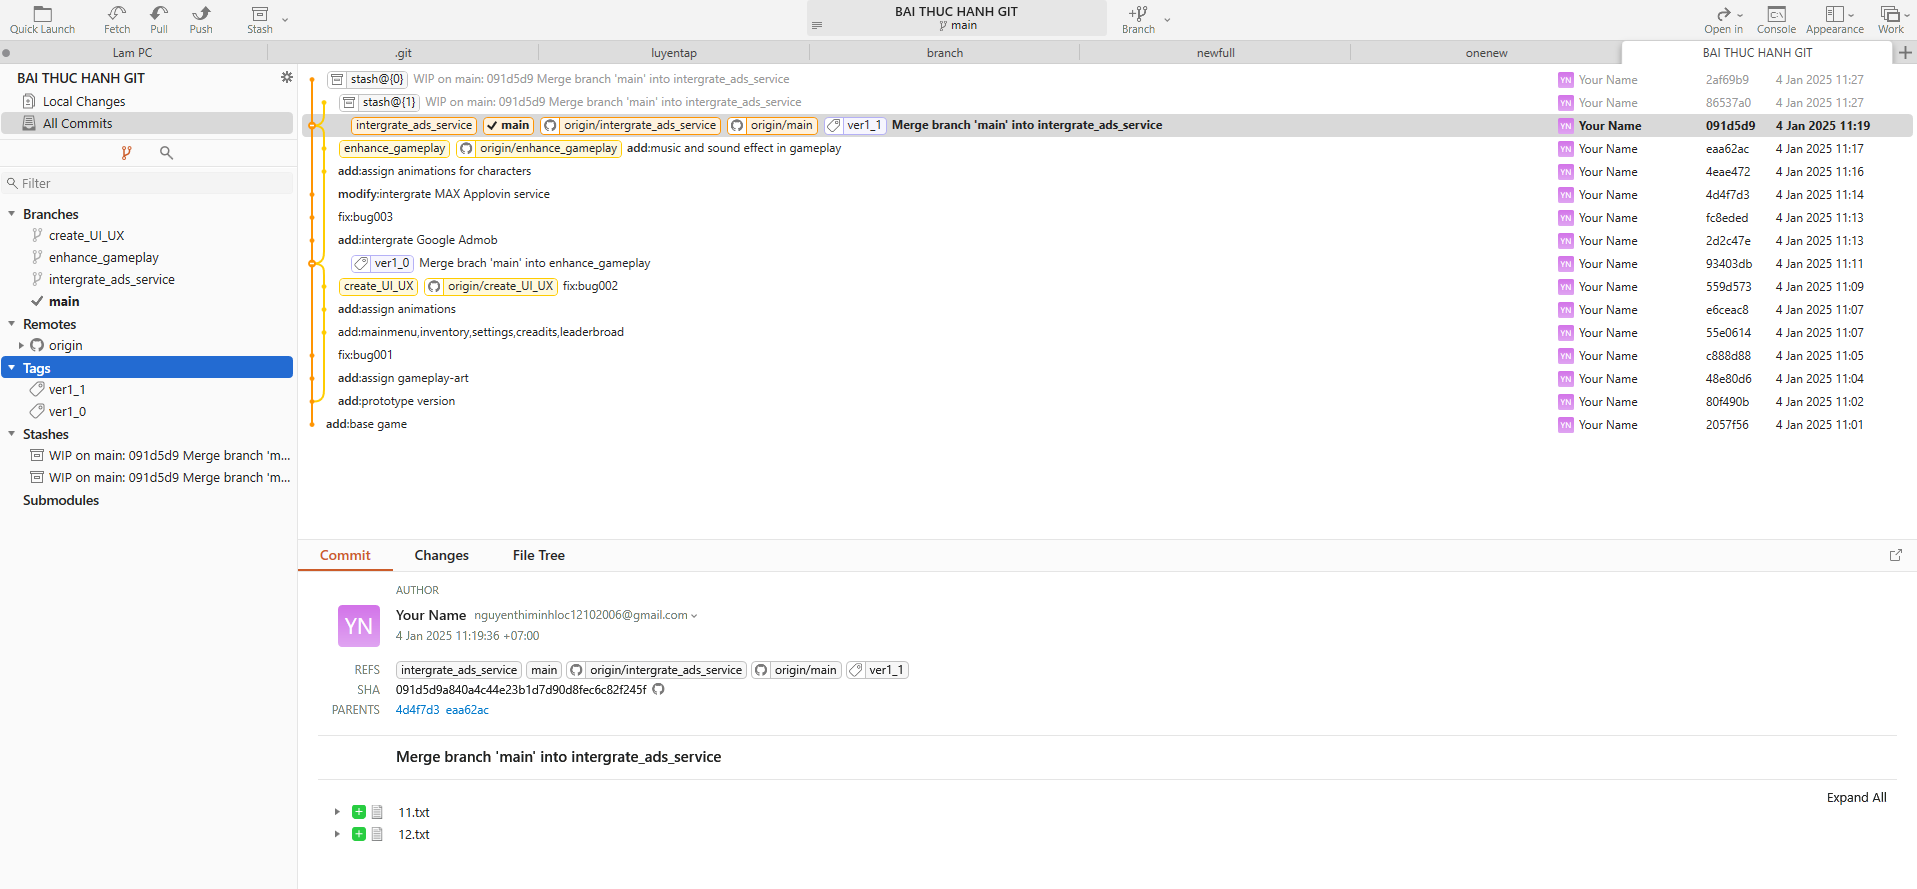 Quick Launch Fetch Pull Push Stash BAI THUC HANH GIT main Branch Open in Console Appearance Work
Lam PC .git luyentap branch newfull onenew BAI THUC HANH GIT
BAI THUC HANH GIT
Local Changes
All Commits
Filter
Branches
create_UI_UX
enhance_gameplay
intergrate_ads_service
main
Remotes
origin
Tags
ver1_1
ver1_0
Stashes
WIP on main: 091d5d9 Merge branch 'm...
WIP on main: 091d5d9 Merge branch 'm...
Submodules
stash@{0} WIP on main: 091d5d9 Merge branch 'main' into intergrate_ads_service YN Your Name 2af69b9 4 Jan 2025 11:27
stash@{1} WIP on main: 091d5d9 Merge branch 'main' into intergrate_ads_service YN Your Name 86537a0 4 Jan 2025 11:27
intergrate_ads_service main origin/intergrate_ads_service origin/main ver1_1 Merge branch 'main' into intergrate_ads_service YN Your Name 091d5d9 4 Jan 2025 11:19
enhance_gameplay origin/enhance_gameplay add:music and sound effect in gameplay YN Your Name eaa62ac 4 Jan 2025 11:17
add:assign animations for characters YN Your Name 4eae472 4 Jan 2025 11:16
modify:intergrate MAX Applovin service YN Your Name 4d4f7d3 4 Jan 2025 11:14
fix:bug003 YN Your Name fc8eded 4 Jan 2025 11:13
add:intergrate Google Admob YN Your Name 2d2c47e 4 Jan 2025 11:13
ver1_0 Merge brach 'main' into enhance_gameplay YN Your Name 93403db 4 Jan 2025 11:11
create_UI_UX origin/create_UI_UX fix:bug002 YN Your Name 559d573 4 Jan 2025 11:09
add:assign animations YN Your Name e6ceac8 4 Jan 2025 11:07
add:mainmenu,inventory,settings,creadits,leaderbroad YN Your Name 55e0614 4 Jan 2025 11:07
fix:bug001 YN Your Name c888d88 4 Jan 2025 11:05
add:assign gameplay-art YN Your Name 48e80d6 4 Jan 2025 11:04
add:prototype version YN Your Name 80f490b 4 Jan 2025 11:02
add:base game YN Your Name 2057f56 4 Jan 2025 11:01
Commit Changes File Tree
AUTHOR
YN Your Name nguyenthiminhloc12102006@gmail.com
4 Jan 2025 11:19:36 +07:00
REFS intergrate_ads_service main origin/intergrate_ads_service origin/main ver1_1
SHA 091d5d9a840a4c44e23b1d7d90d8fec6c82f245f
PARENTS 4d4f7d3 eaa62ac
Merge branch 'main' into intergrate_ads_service
Expand All
11.txt
12.txt